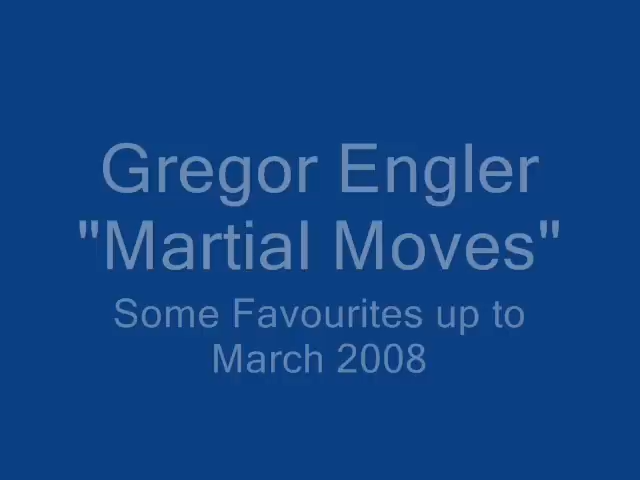 Gregor Engler
"Martial Moves"
Some Favourites up to
March 2008